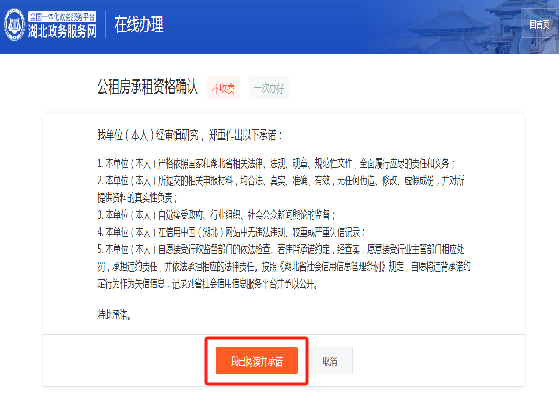 全国一体化政务服务平台
湖北政务服务网
在线办理
回首页
公租房承租资格确认
不收费
一次办好
我单位（本人）经审慎研究，郑重作出以下承诺：
1. 本单位（本人）严格依照国家和湖北省相关法律、法规、规章、规范性文件，全面履行应尽的责任和义务；
2. 本单位（本人）所提交的相关申报材料，均合法、真实、准确、有效，无任何伪造、修改、虚假成份，并对所
提供资料的真实性负责；
3. 本单位（本人）自觉接受政府、行业组织、社会公众新闻舆论的监督；
4. 本单位（本人）在信用中国（湖北）网站中无违法违规、较重或严重失信记录；
5. 本单位（本人）自愿接受行政监督部门的依法检查。若违背承诺约定，经查实，愿意接受行业主管部门相应处
罚，承担违约责任，并依法承担相应的法律责任。按照《湖北省社会信用信息管理条例》规定，自愿将违背承诺约
定行为作为失信信息，记录到省社会信用信息服务平台并予以公开。
特此承诺。
我已阅读并承诺
取消